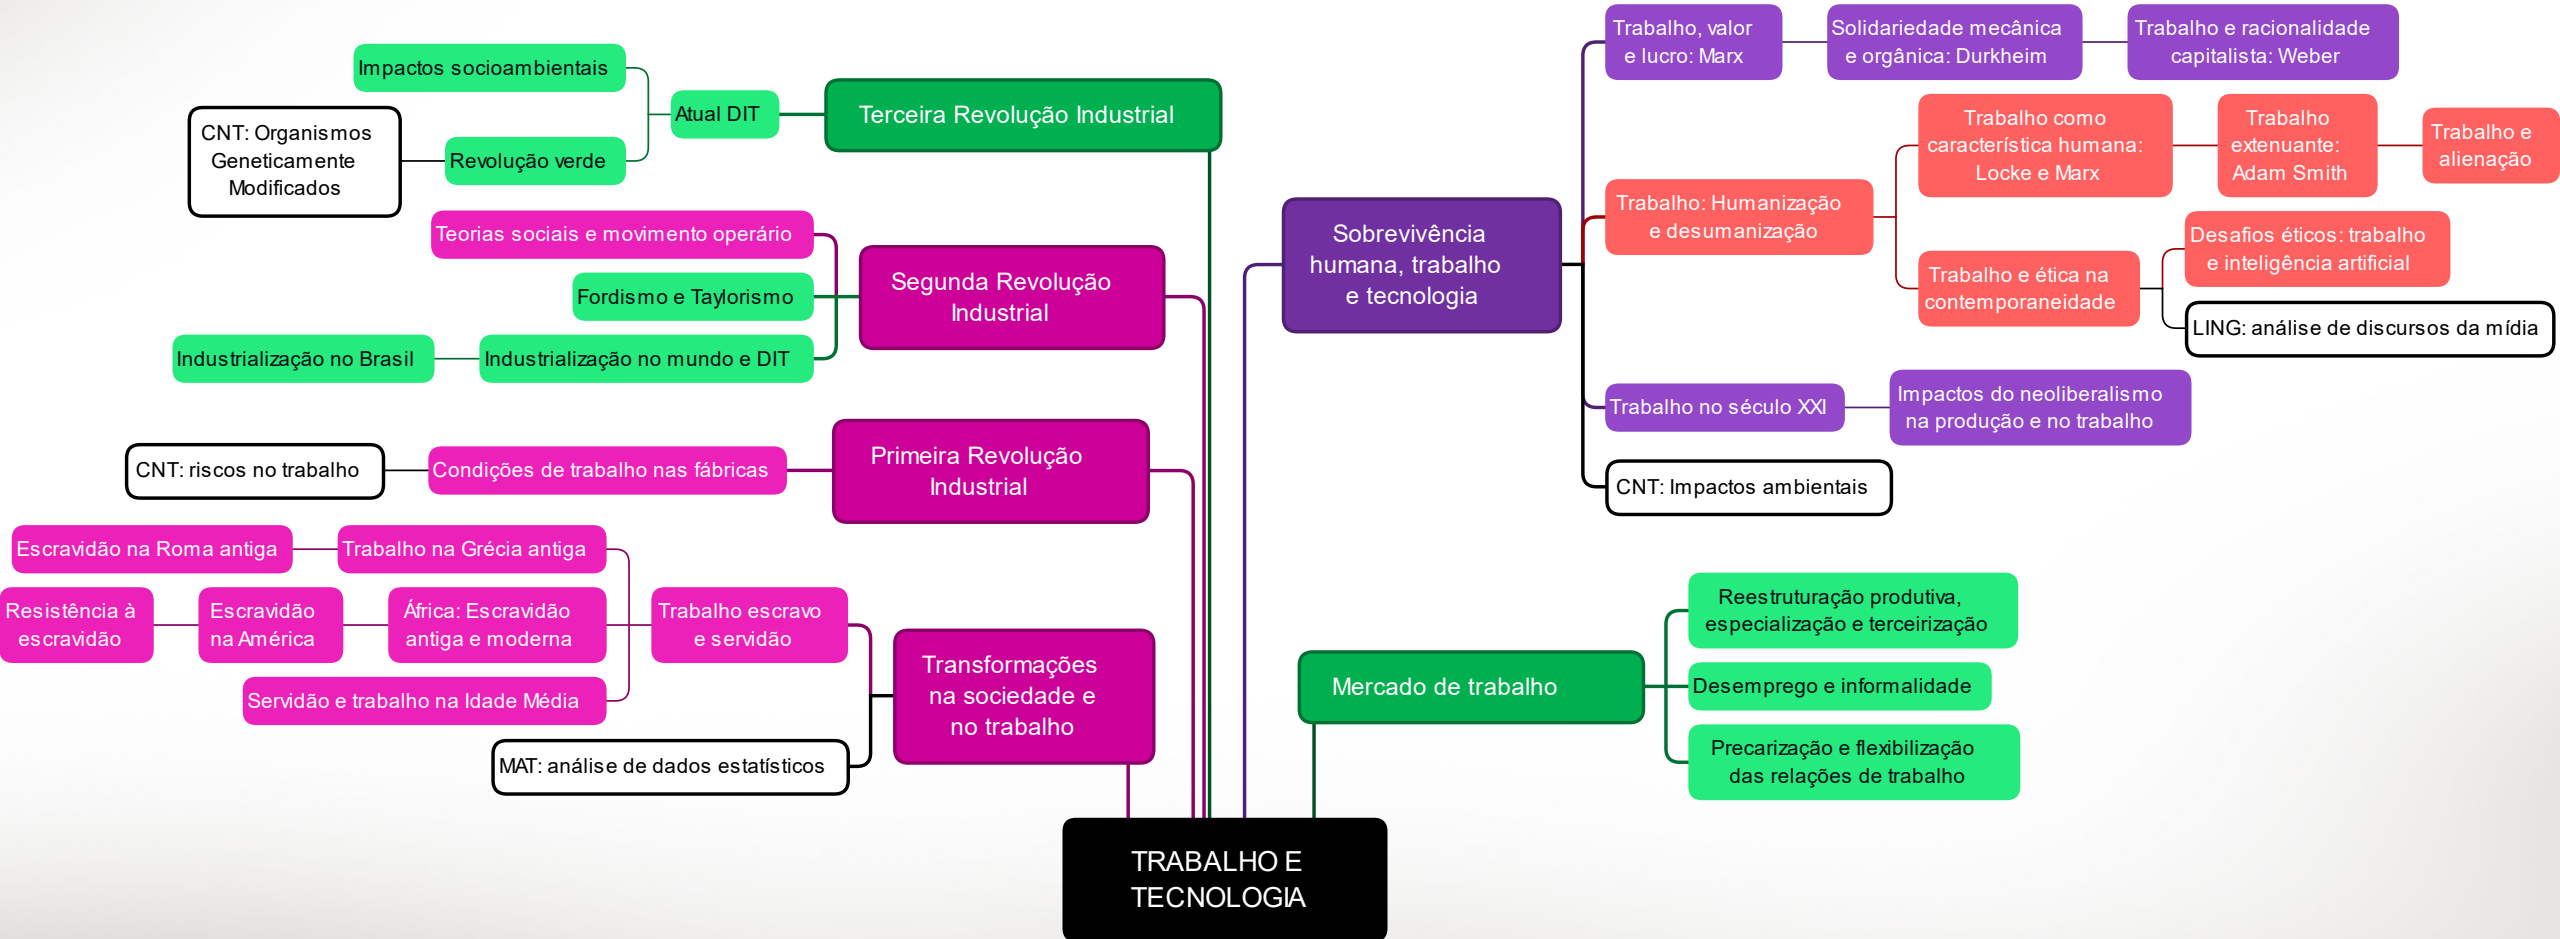 Impactos socioambientais
Atual DIT
Terceira Revolução Industrial
CNT: Organismos
Geneticamente
Modificados
Revolução verde
Teorias sociais e movimento operário
Fordismo e Taylorismo
Segunda Revolução
Industrial
Industrialização no Brasil
Industrialização no mundo e DIT
CNT: riscos no trabalho
Condições de trabalho nas fábricas
Primeira Revolução
Industrial
Escravidão na Roma antiga
Trabalho na Grécia antiga
Resistência à
escravidão
Escravidão
na América
África: Escravidão
antiga e moderna
Trabalho escravo
e servidão
Servidão e trabalho na Idade Média
Transformações
na sociedade e
no trabalho
MAT: análise de dados estatísticos
Trabalho, valor
e lucro: Marx
Solidariedade mecânica
e orgânica: Durkheim
Trabalho e racionalidade
capitalista: Weber
Sobrevivência
humana, trabalho
e tecnologia
Trabalho: Humanização
e desumanização
Trabalho como
característica humana:
Locke e Marx
Trabalho
extenuante:
Adam Smith
Trabalho e
alienação
Trabalho e ética na
contemporaneidade
Desafios éticos: trabalho
e inteligência artificial
LING: análise de discursos da mídia
Trabalho no século XXI
Impactos do neoliberalismo
na produção e no trabalho
CNT: Impactos ambientais
Mercado de trabalho
Reestruturação produtiva,
especialização e terceirização
Desemprego e informalidade
Precarização e flexibilização
das relações de trabalho
TRABALHO E
TECNOLOGIA